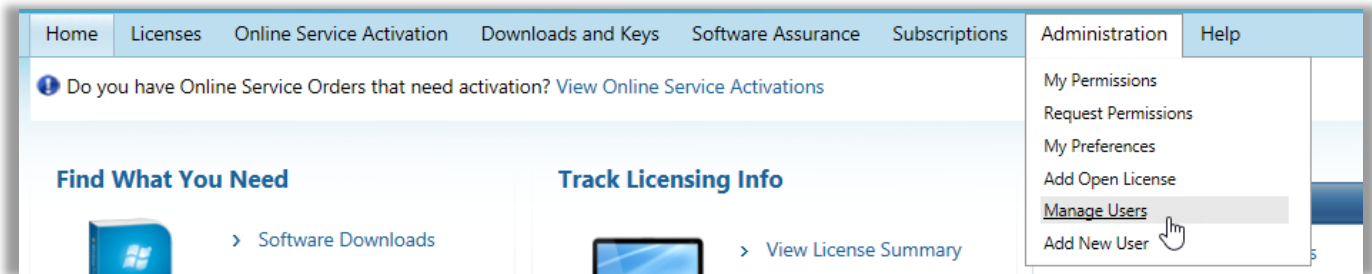 Home Licenses Online Service Activation Downloads and Keys Software Assurance Subscriptions Administration Help
Do you have Online Service Orders that need activation? View Online Service Activations
My Permissions
Request Permissions
My Preferences
Add Open License
Manage Users
Add New User
Find What You Need
> Software Downloads
Track Licensing Info
> View License Summary